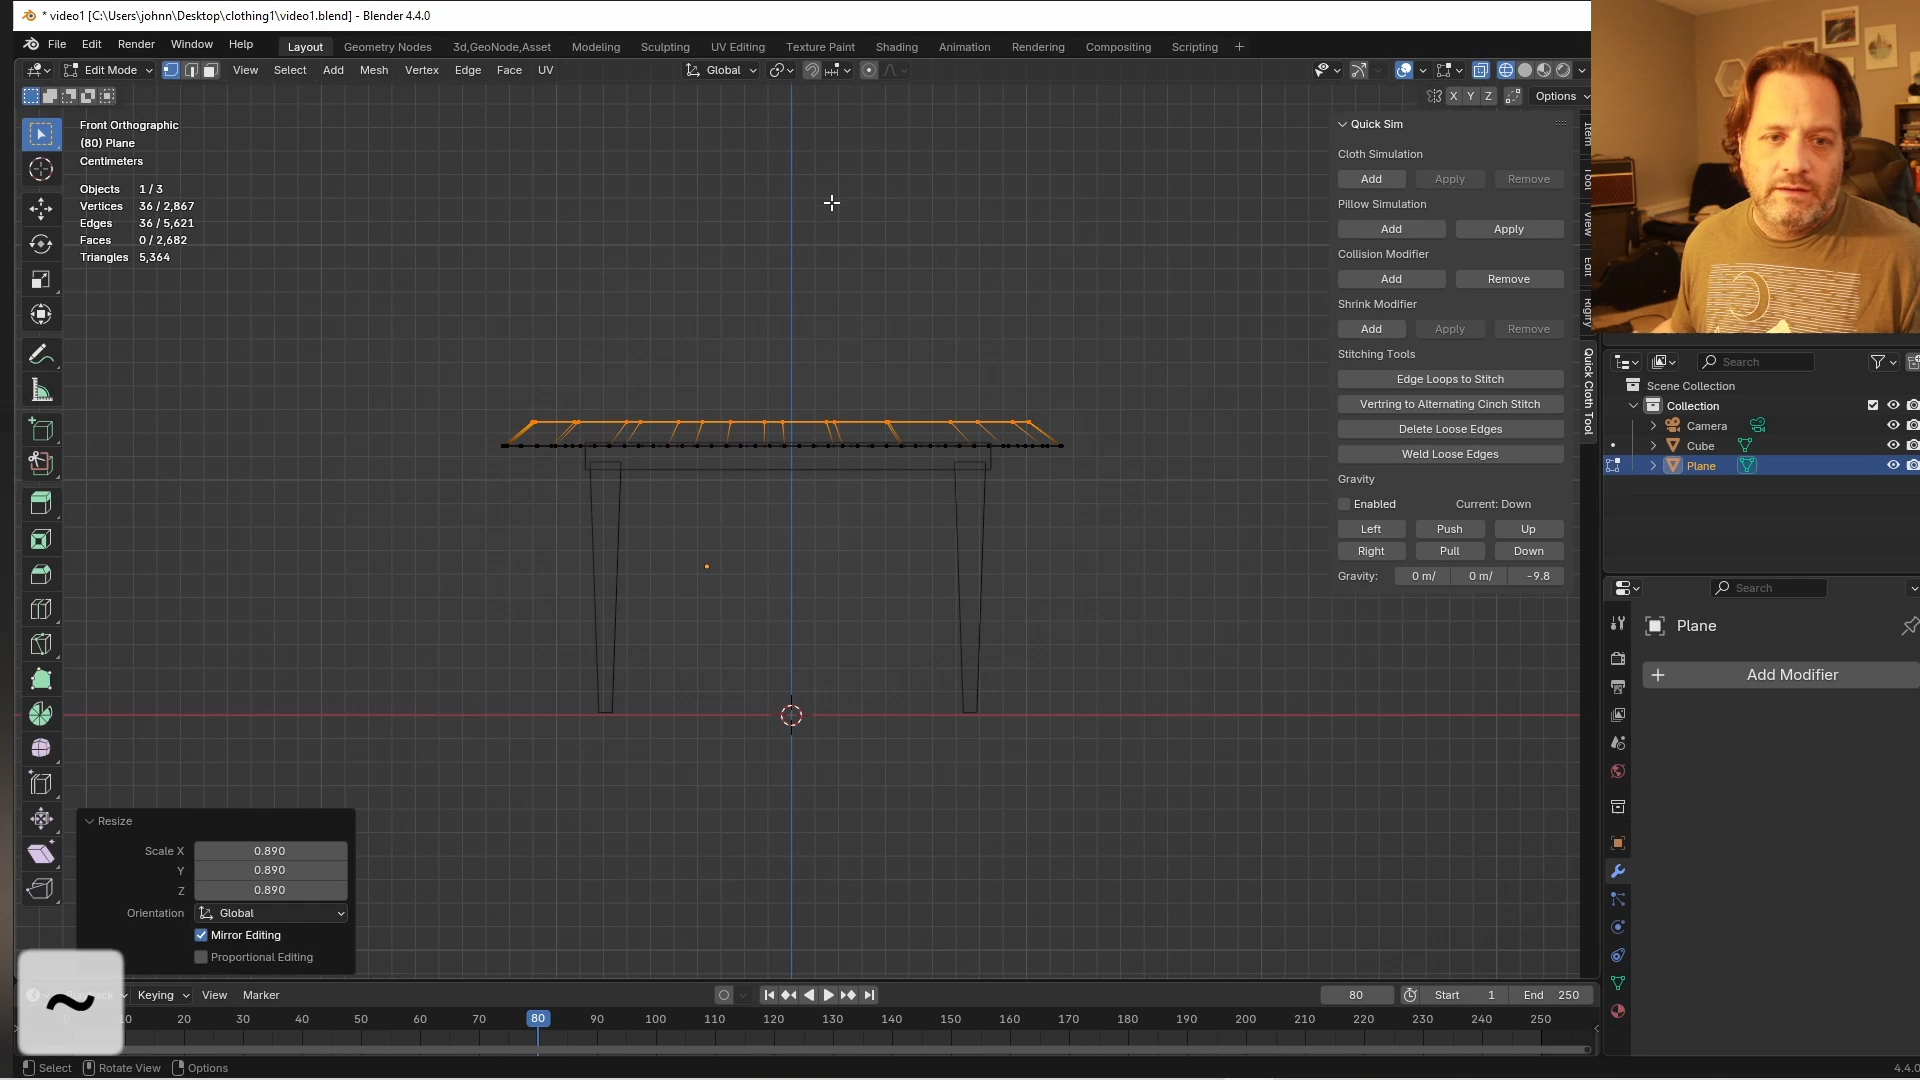 * video1 [C:\Users\johnn\Desktop\clothing1\video1.blend] - Blender 4.4.0
File Edit Render Window Help Layout Geometry Nodes 3d,GeoNode,Asset Modeling Sculpting UV Editing Texture Paint Shading Animation Rendering Compositing Scripting +
Edit Mode View Select Add Mesh Vertex Edge Face UV Global
X Y Z Options
Front Orthographic
(80) Plane
Centimeters
Objects 1 / 3
Vertices 36 / 2,867
Edges 36 / 5,621
Faces 0 / 2,682
Triangles 5,364
Quick Sim
Cloth Simulation
Add Apply Remove
Pillow Simulation
Add Apply
Collision Modifier
Add Remove
Shrink Modifier
Add Apply Remove
Stitching Tools
Edge Loops to Stitch
Vertring to Alternating Cinch Stitch
Delete Loose Edges
Weld Loose Edges
Gravity
Enabled Current: Down
Left Push Up
Right Pull Down
Gravity: 0 m/ 0 m/ -9.8
Item
Tool
View
Edit
Rigify
Quick Cloth Tool
Search
Scene Collection
Collection
Camera
Cube
Plane
Search
Plane
+ Add Modifier
Resize
Scale X 0.890
Y 0.890
Z 0.890
Orientation Global
Mirror Editing
Proportional Editing
~
Playback Keying View Marker 80 Start 1 End 250
0 10 20 30 40 50 60 70 80 90 100 110 120 130 140 150 160 170 180 190 200 210 220 230 240 250
Select Rotate View Options 4.4.0